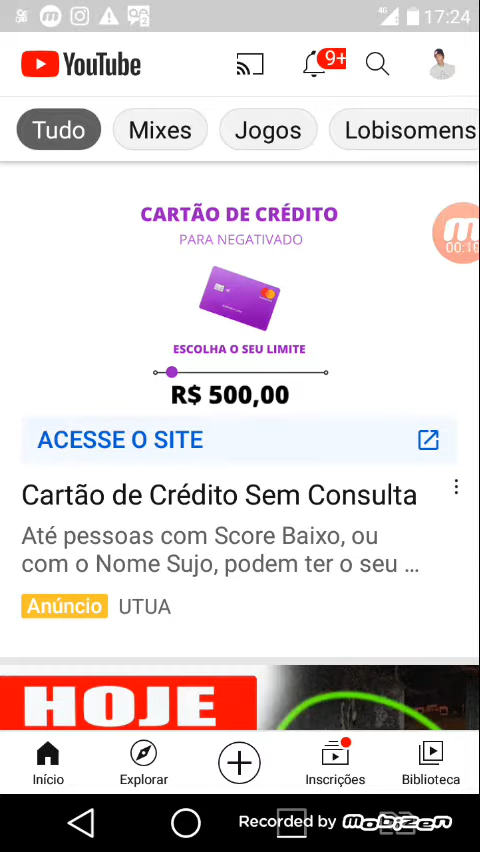 4G 17:24
YouTube 9+
Tudo Mixes Jogos Lobisomens
CARTÃO DE CRÉDITO
PARA NEGATIVADO
ESCOLHA O SEU LIMITE
R$ 500,00
ACESSE O SITE
Cartão de Crédito Sem Consulta
Até pessoas com Score Baixo, ou
com o Nome Sujo, podem ter o seu ...
Anúncio UTUA
HOJE
Início Explorar Inscrições Biblioteca
Recorded by MOBIZEN